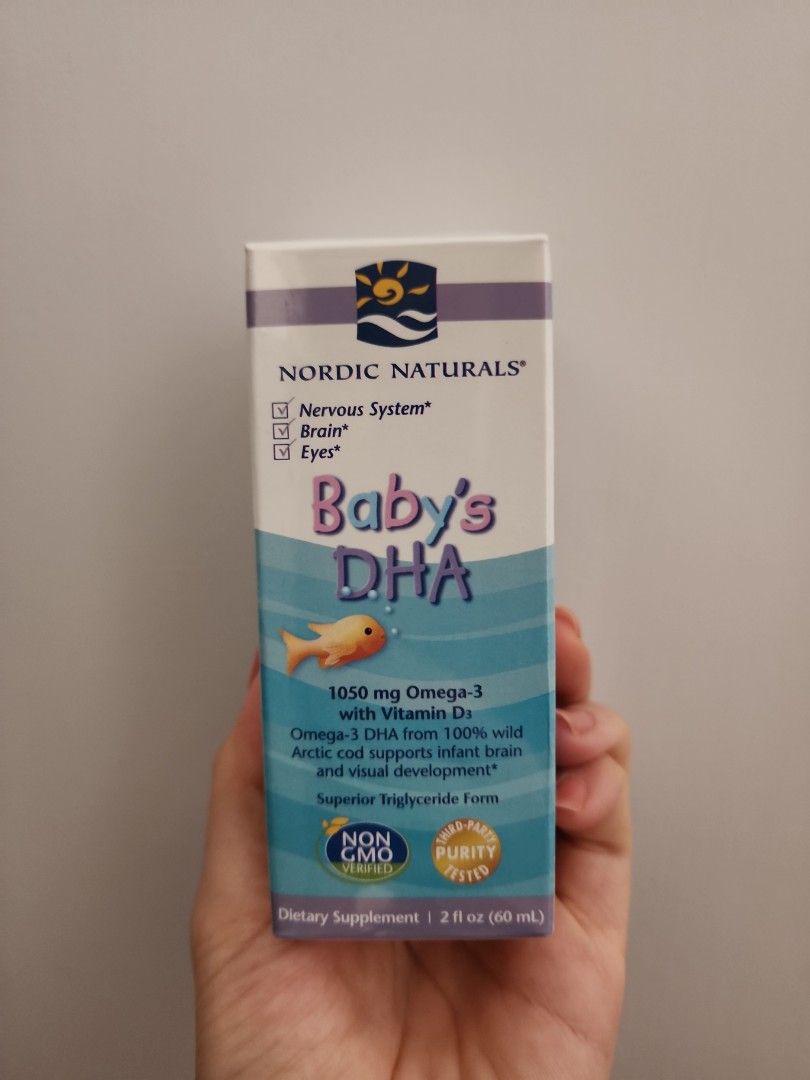 NORDIC NATURALS®
Nervous System*
Brain*
Eyes*
Baby's
DHA
1050 mg Omega-3
with Vitamin D3
Omega-3 DHA from 100% wild
Arctic cod supports infant brain
and visual development*
Superior Triglyceride Form
NON
GMO
VERIFIED
THIRD-PARTY
PURITY
TESTED
Dietary Supplement | 2 fl oz (60 mL)